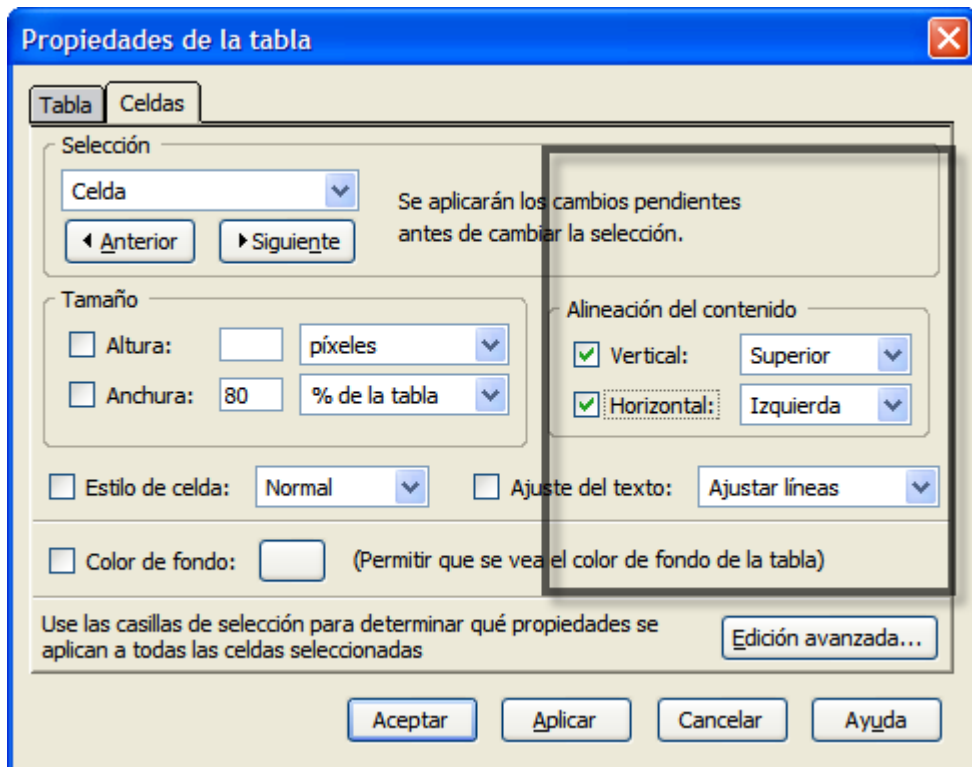 Propiedades de la tabla
Tabla Celdas
Selección
Celda
Se aplicarán los cambios pendientes
antes de cambiar la selección.
Anterior Siguiente
Tamaño
Altura: píxeles
Anchura: 80 % de la tabla
Alineación del contenido
Vertical: Superior
Horizontal: Izquierda
Estilo de celda: Normal Ajuste del texto: Ajustar líneas
Color de fondo: (Permitir que se vea el color de fondo de la tabla)
Use las casillas de selección para determinar qué propiedades se
aplican a todas las celdas seleccionadas
Edición avanzada...
Aceptar Aplicar Cancelar Ayuda